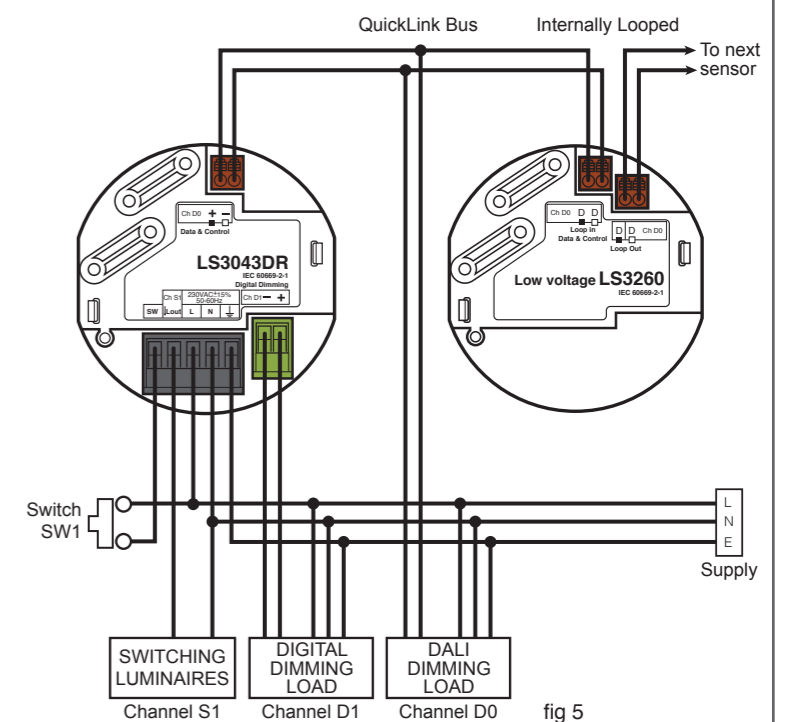 QuickLink Bus
Internally Looped
To next
sensor
Ch D0 + –
Data & Control
LS3043DR
IEC 60669-2-1
Digital Dimming
Ch S1
230VAC±15%
50-60Hz
Ch D1 – +
SW ↓Lout L N
Ch D0 D D
Loop in
Data & Control
D D Ch D0
Loop Out
Low voltage LS3260
IEC 60669-2-1
Switch
SW1
L
N
E
Supply
SWITCHING
LUMINAIRES
Channel S1
DIGITAL
DIMMING
LOAD
Channel D1
DALI
DIMMING
LOAD
Channel D0
fig 5